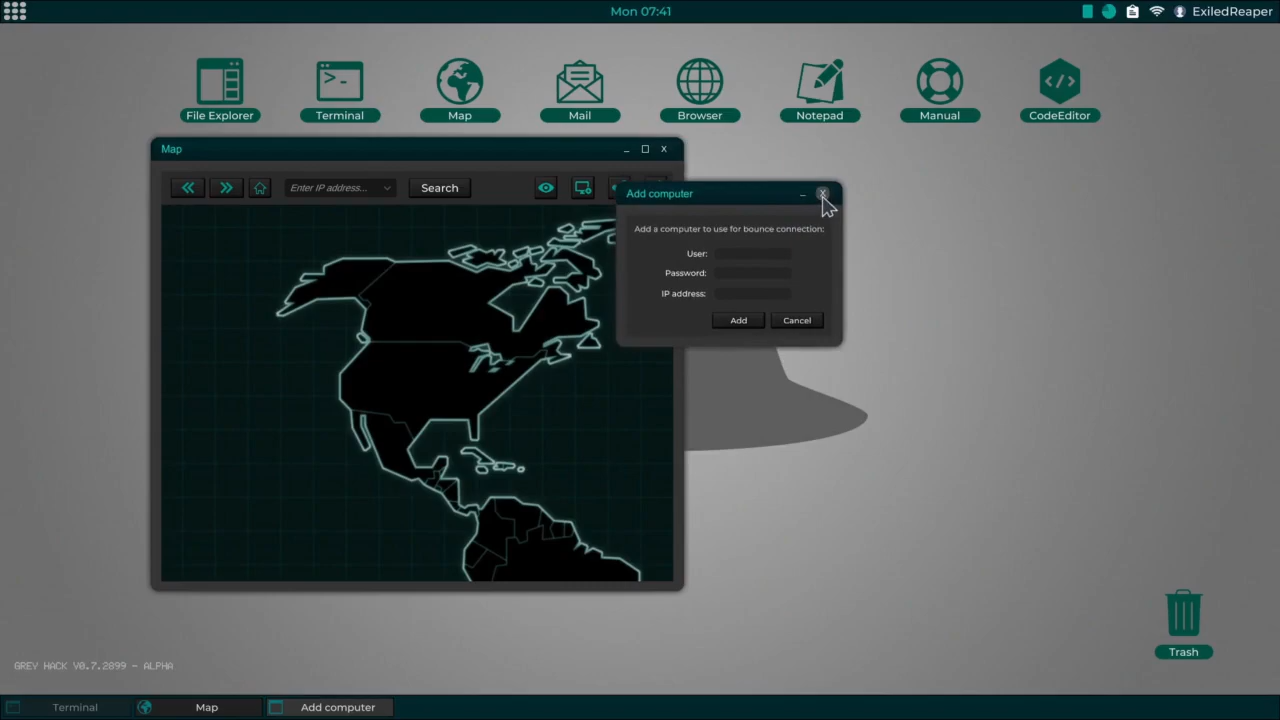 Mon 07:41
ExiledReaper
File Explorer
Terminal
Map
Mail
Browser
Notepad
Manual
CodeEditor
Map
Enter IP address...
Search
Add computer
Add a computer to use for bounce connection:
User:
Password:
IP address:
Add
Cancel
Trash
GREY HACK V0.7.2899 - ALPHA
Terminal
Map
Add computer